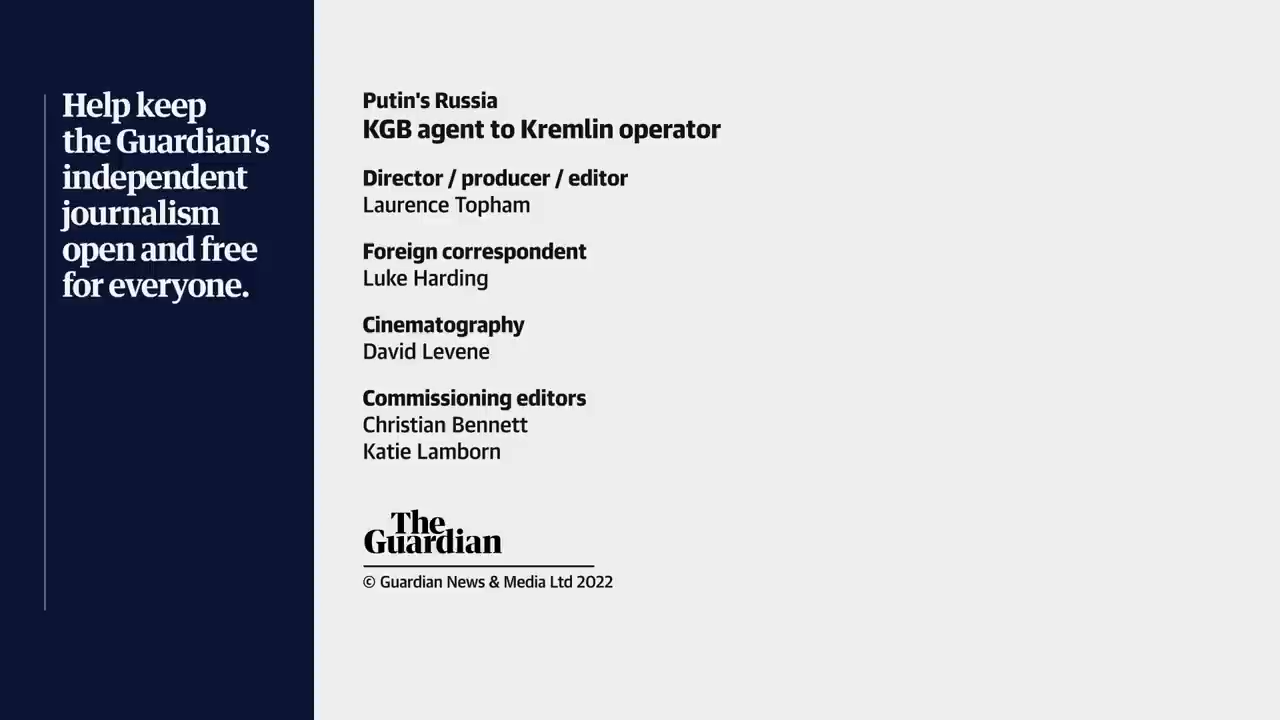 Help keep
the Guardian's
independent
journalism
open and free
for everyone.
Putin's Russia
KGB agent to Kremlin operator
Director / producer / editor
Laurence Topham
Foreign correspondent
Luke Harding
Cinematography
David Levene
Commissioning editors
Christian Bennett
Katie Lamborn
The
Guardian
© Guardian News & Media Ltd 2022